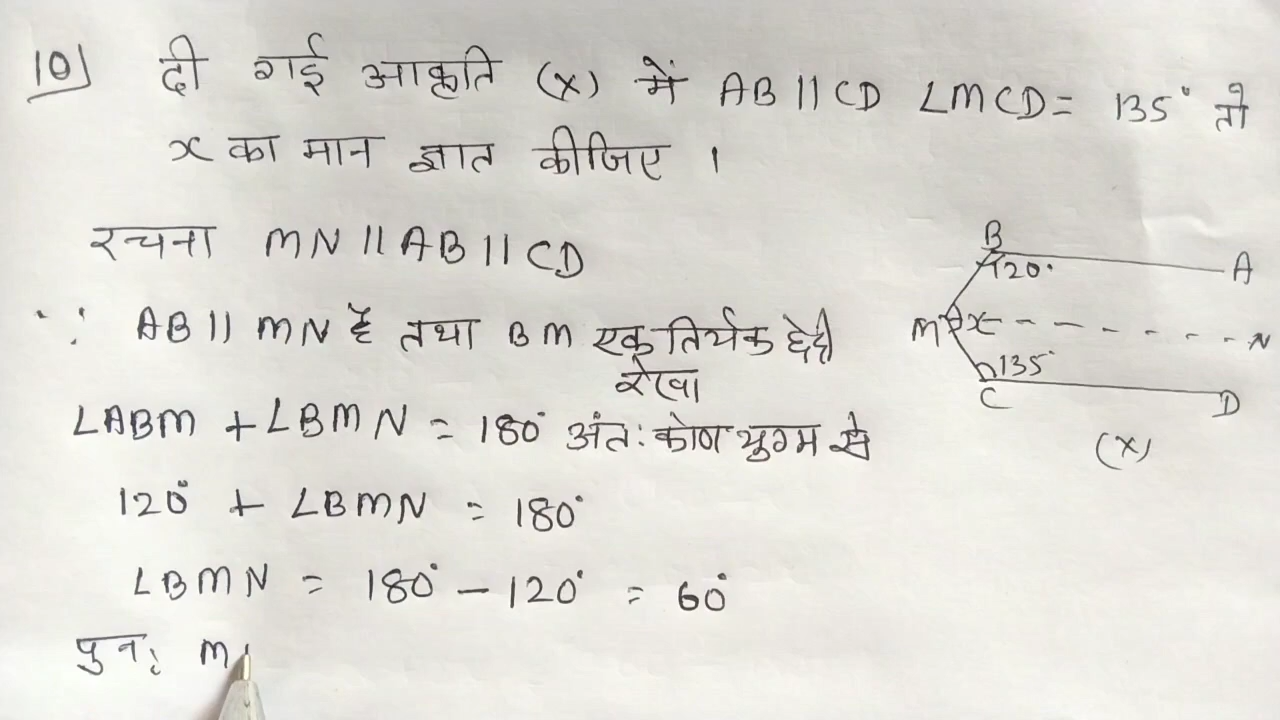 10) दी गई आकृति (x) में AB || CD ∠MCD = 135° तो
x का मान ज्ञात कीजिए ।
रचना MN || AB || CD
∵ AB || MN है तथा BM एक तिर्यक छेदी
रेखा
∠ABM + ∠BMN = 180° अंतः कोण युग्म से
120° + ∠BMN = 180°
∠BMN = 180° - 120° = 60°
पुनः M
B
120°
A
M
x
N
135°
C
D
(x)